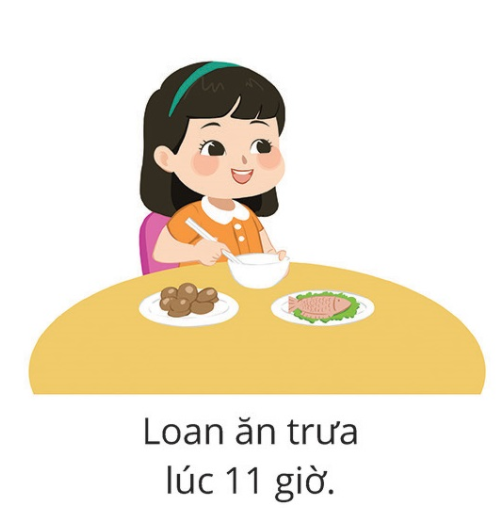 Loan ăn trưa
lúc 11 giờ.